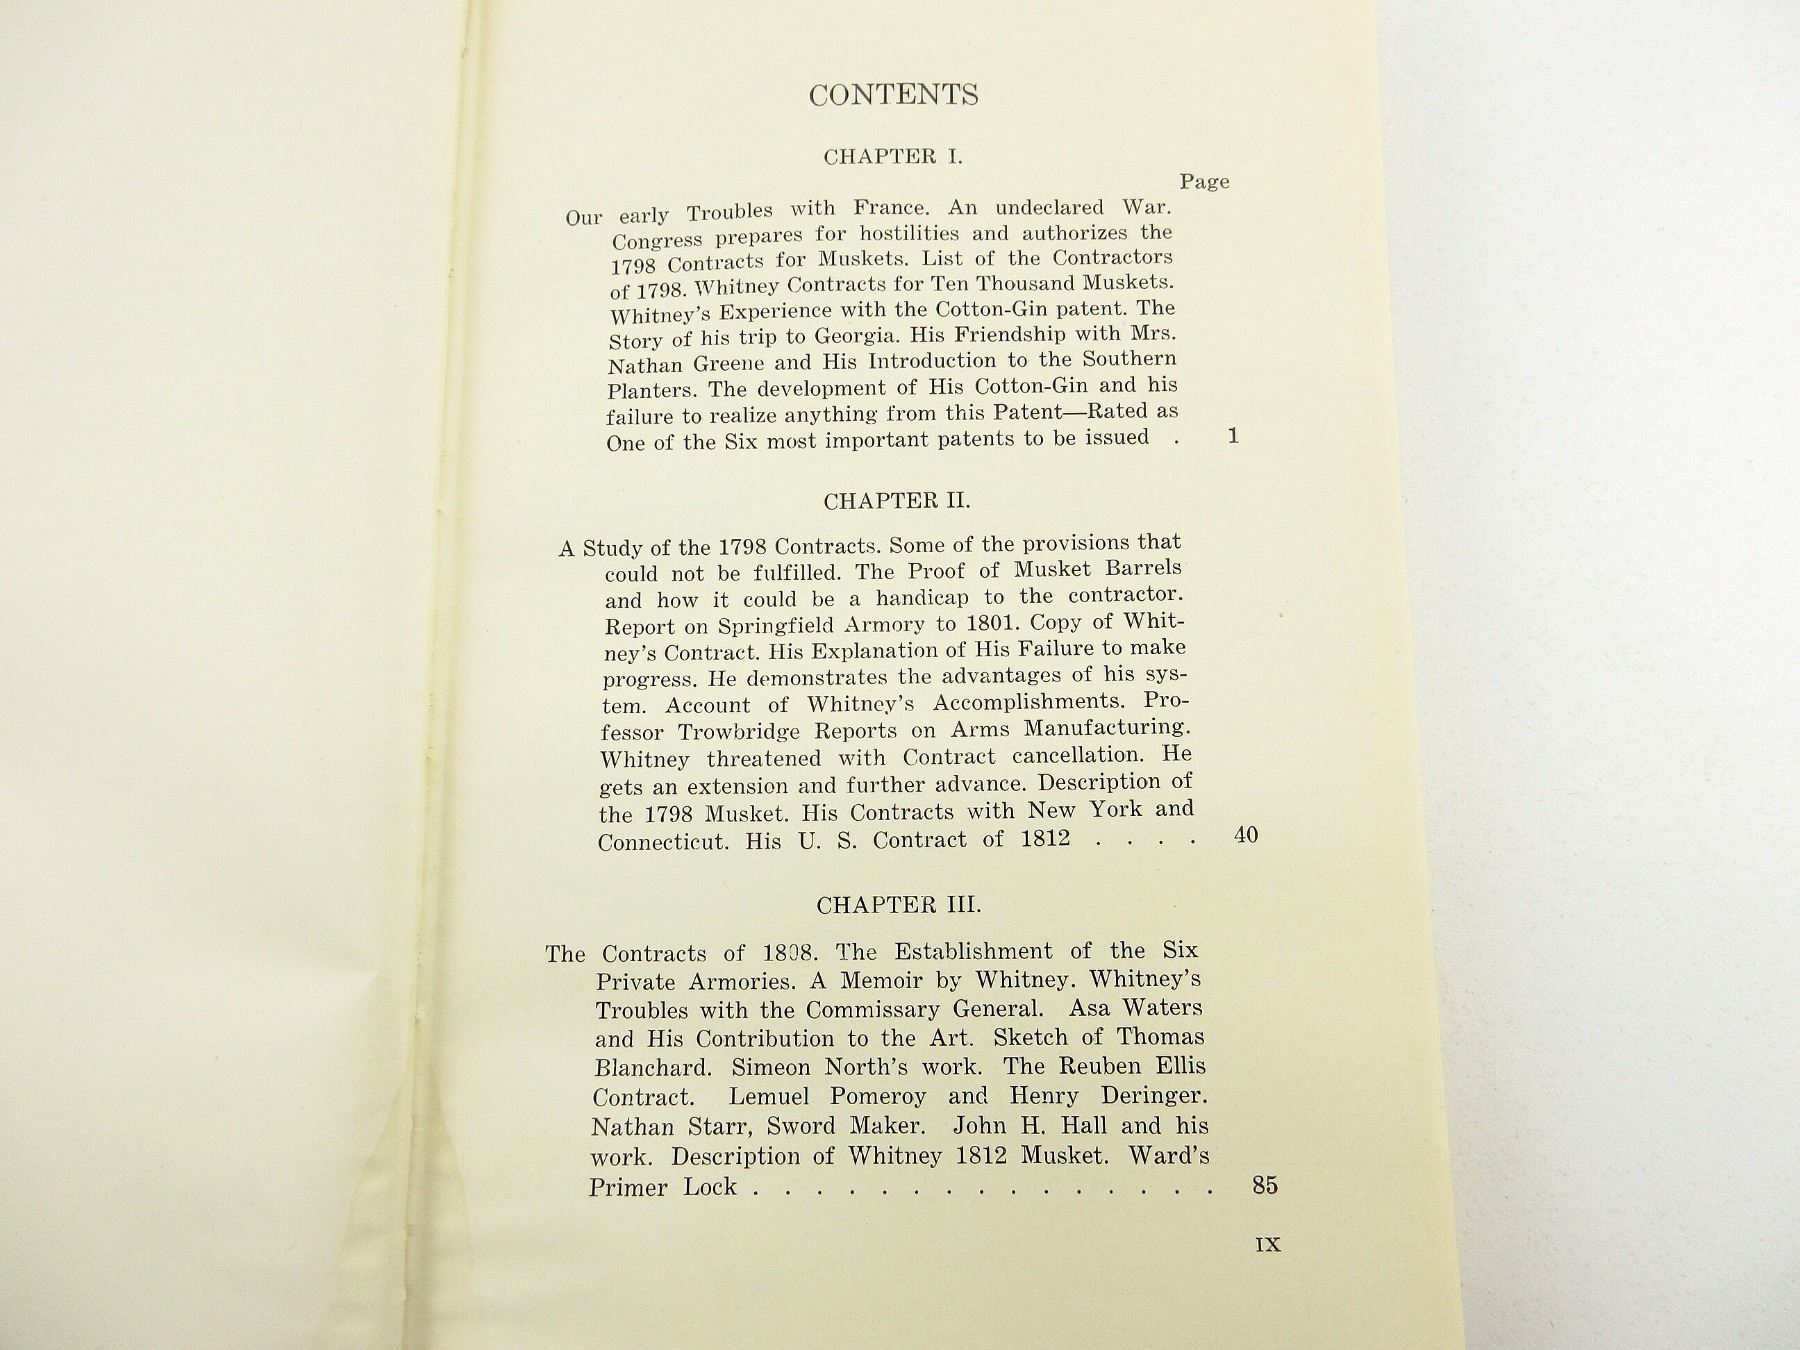 CONTENTS
CHAPTER I.
Page
Our early Troubles with France. An undeclared War.
Congress prepares for hostilities and authorizes the
1798 Contracts for Muskets. List of the Contractors
of 1798. Whitney Contracts for Ten Thousand Muskets.
Whitney's Experience with the Cotton-Gin patent. The
Story of his trip to Georgia. His Friendship with Mrs.
Nathan Greene and His Introduction to the Southern
Planters. The development of His Cotton-Gin and his
failure to realize anything from this Patent—Rated as
One of the Six most important patents to be issued . 1
CHAPTER II.
A Study of the 1798 Contracts. Some of the provisions that
could not be fulfilled. The Proof of Musket Barrels
and how it could be a handicap to the contractor.
Report on Springfield Armory to 1801. Copy of Whit-
ney's Contract. His Explanation of His Failure to make
progress. He demonstrates the advantages of his sys-
tem. Account of Whitney's Accomplishments. Pro-
fessor Trowbridge Reports on Arms Manufacturing.
Whitney threatened with Contract cancellation. He
gets an extension and further advance. Description of
the 1798 Musket. His Contracts with New York and
Connecticut. His U. S. Contract of 1812 . . . . 40
CHAPTER III.
The Contracts of 1808. The Establishment of the Six
Private Armories. A Memoir by Whitney. Whitney's
Troubles with the Commissary General. Asa Waters
and His Contribution to the Art. Sketch of Thomas
Blanchard. Simeon North's work. The Reuben Ellis
Contract. Lemuel Pomeroy and Henry Deringer.
Nathan Starr, Sword Maker. John H. Hall and his
work. Description of Whitney 1812 Musket. Ward's
Primer Lock . . . . . . . . . . . . . . . 85
IX